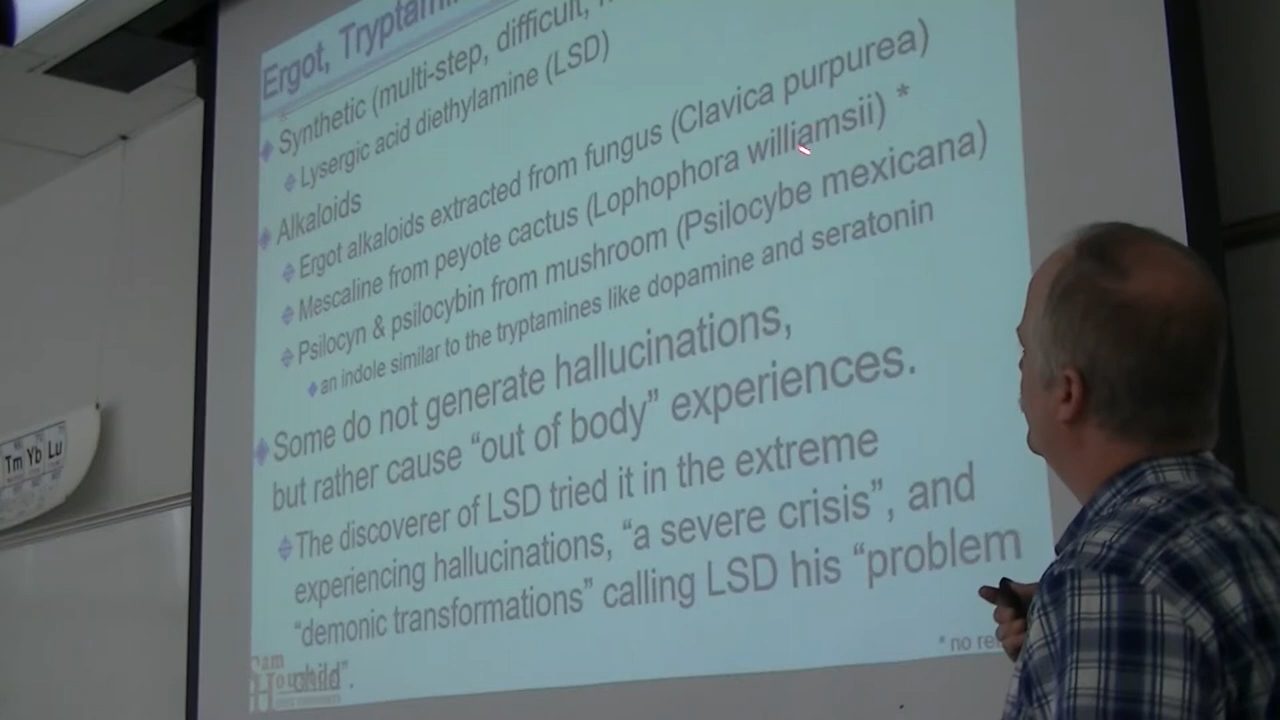 Ergot,
Synthetic (multi-step, difficult,
Lysergic acid diethylamine (LSD)
Alkaloids
Ergot alkaloids extracted from fungus (Clavica purpurea)
Mescaline from peyote cactus (Lophophora williamsii) *
Psilocyn & psilocybin from mushroom (Psilocybe mexicana)
an indole similar to the tryptamines like dopamine and seratonin
Some do not generate hallucinations,
but rather cause “out of body” experiences.
The discoverer of LSD tried it in the extreme
experiencing hallucinations, “a severe crisis”, and
“demonic transformations” calling LSD his “problem
child”.
* no
Sam
Houston
Tm Yb Lu